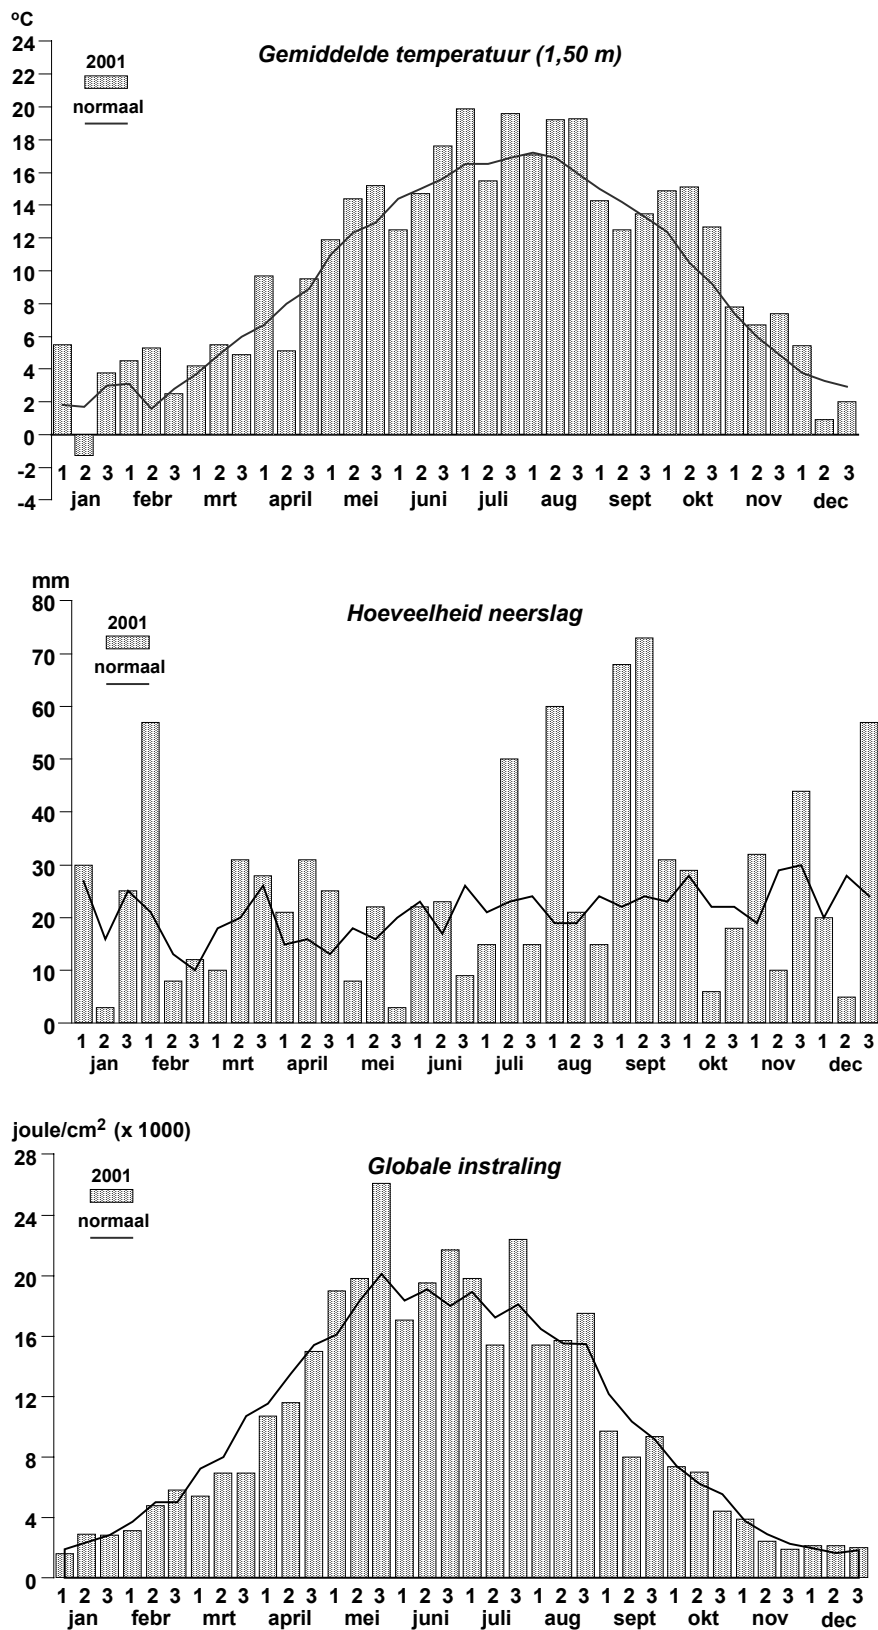 ºC
Gemiddelde temperatuur (1,50 m)
2001
normaal
24
22
20
18
16
14
12
10
8
6
4
2
0
-2
-4
1 2 3 1 2 3 1 2 3 1 2 3 1 2 3 1 2 3 1 2 3 1 2 3 1 2 3 1 2 3 1 2 3 1 2 3
jan febr mrt april mei juni juli aug sept okt nov dec
mm
Hoeveelheid neerslag
2001
normaal
80
70
60
50
40
30
20
10
0
1 2 3 1 2 3 1 2 3 1 2 3 1 2 3 1 2 3 1 2 3 1 2 3 1 2 3 1 2 3 1 2 3 1 2 3
jan febr mrt april mei juni juli aug sept okt nov dec
joule/cm² (x 1000)
Globale instraling
2001
normaal
28
24
20
16
12
8
4
0
1 2 3 1 2 3 1 2 3 1 2 3 1 2 3 1 2 3 1 2 3 1 2 3 1 2 3 1 2 3 1 2 3 1 2 3
jan febr mrt april mei juni juli aug sept okt nov dec